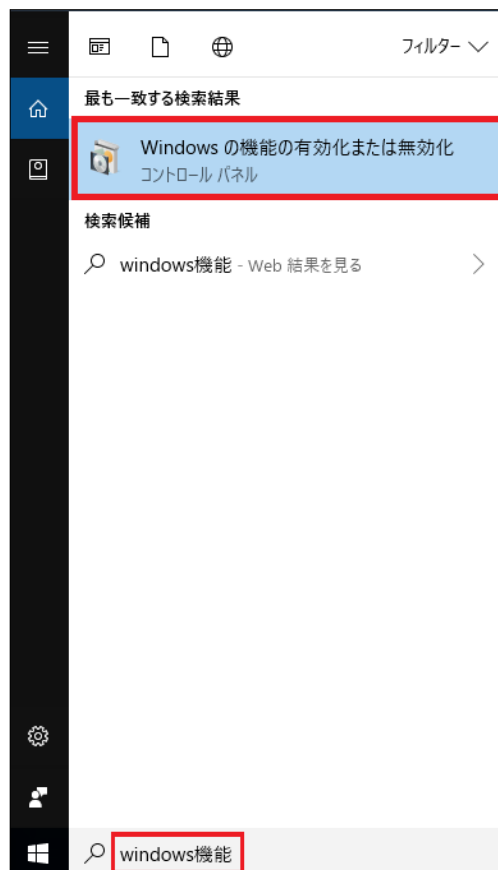 フィルター
最も一致する検索結果
Windows の機能の有効化または無効化
コントロール パネル
検索候補
windows機能 - Web 結果を見る
windows機能